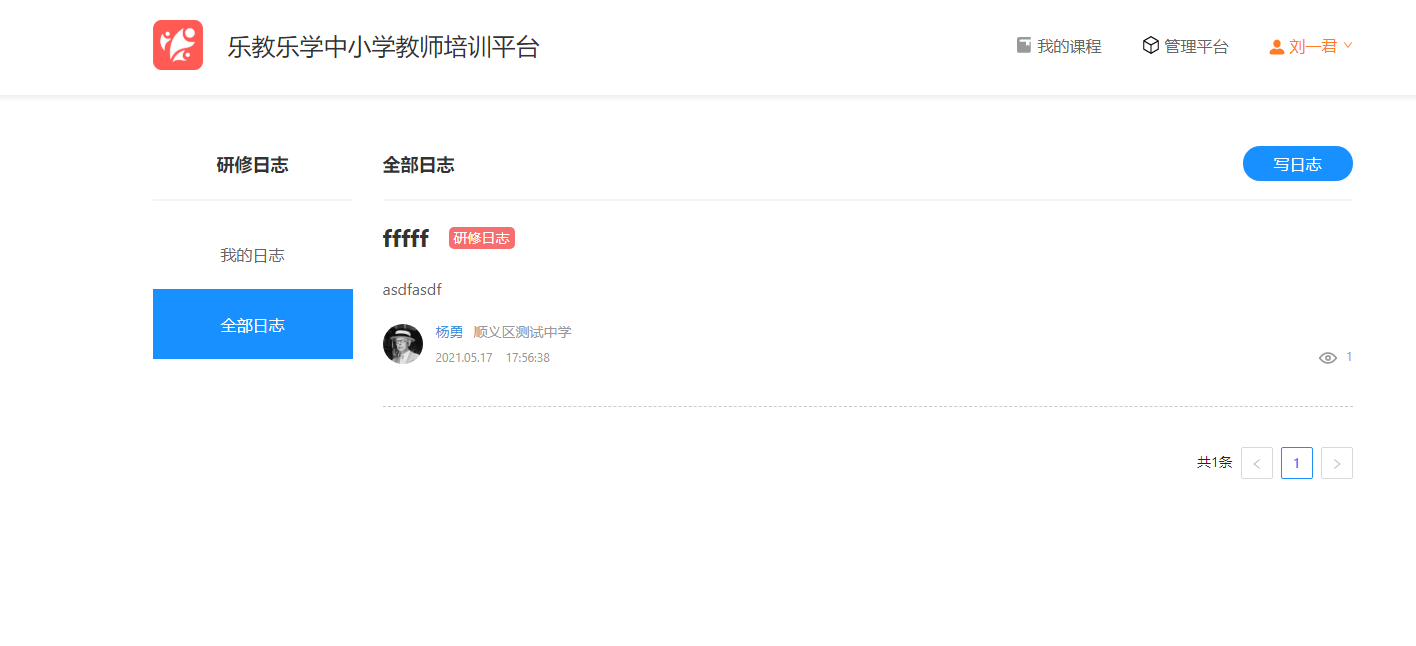 乐教乐学中小学教师培训平台
我的课程 管理平台 刘一君
研修日志
我的日志
全部日志
全部日志 写日志
fffff 研修日志
asdfasdf
杨勇 顺义区测试中学
2021.05.17 17:56:38
1
共1条 < 1 >